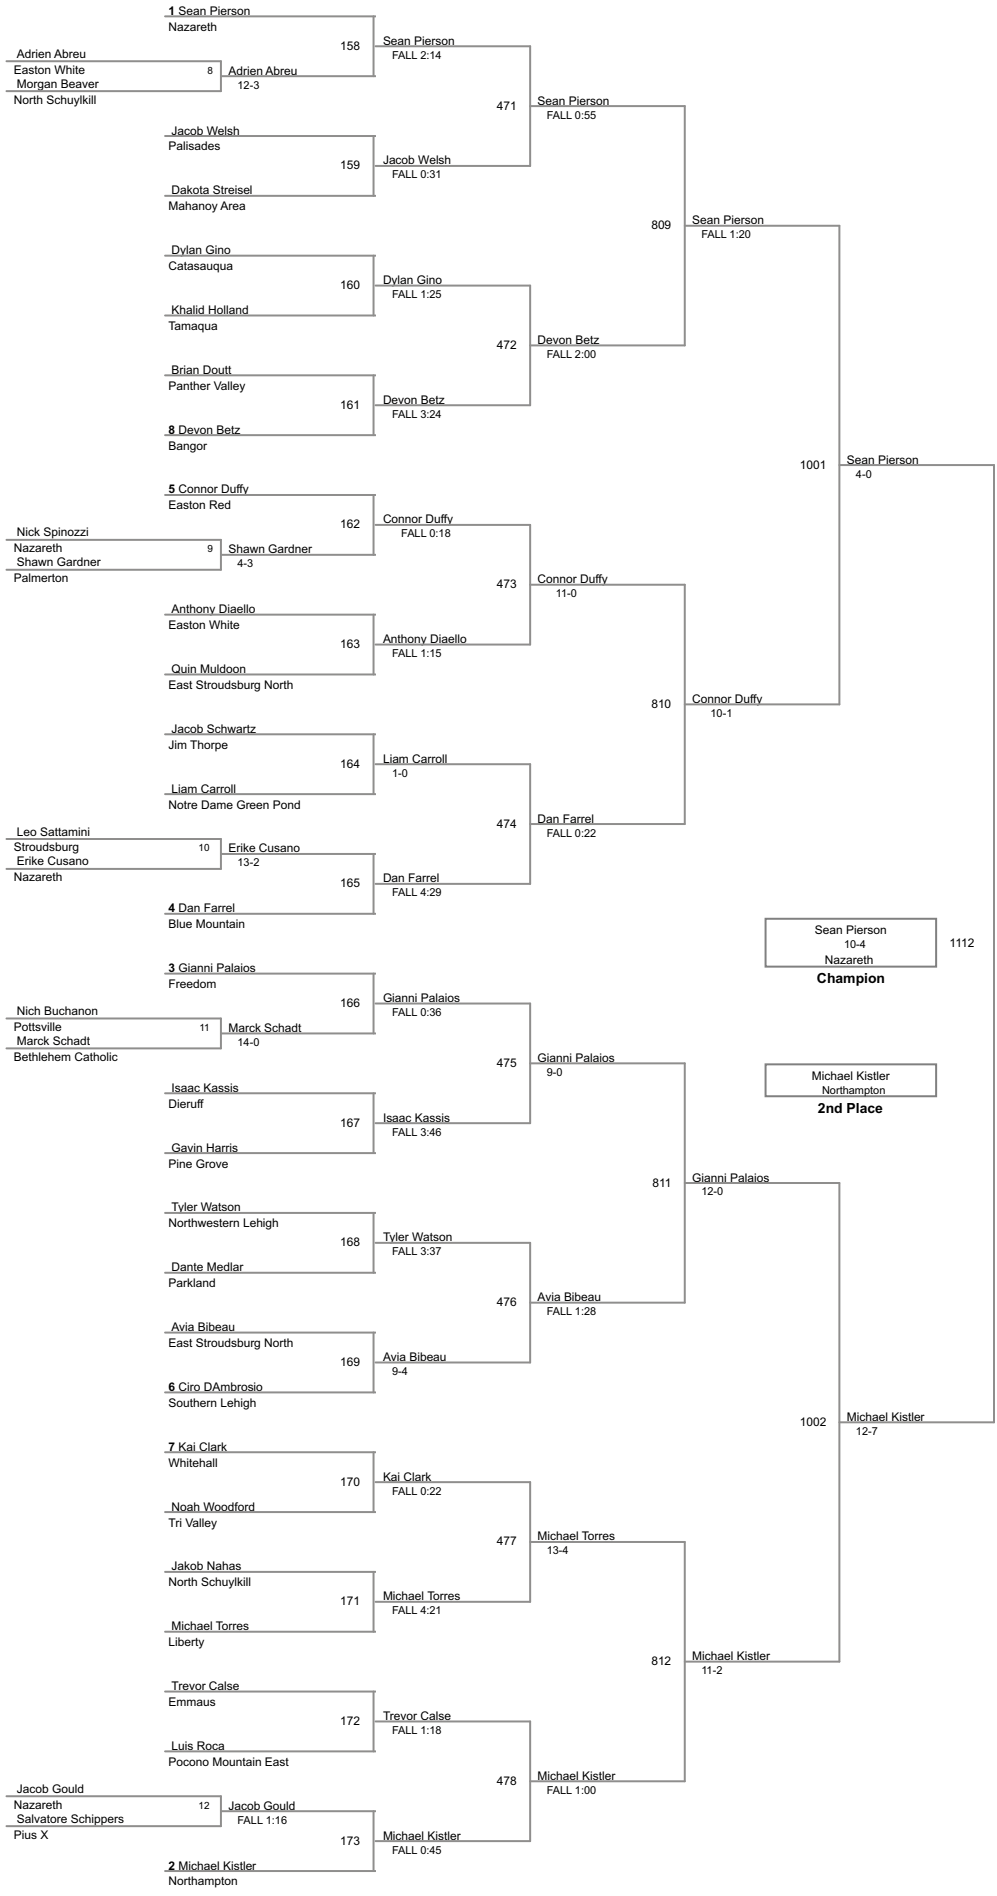 1 Sean Pierson
Nazareth
158
Sean Pierson
FALL 2:14
Adrien Abreu
Easton White
8
Adrien Abreu
12-3
Morgan Beaver
North Schuylkill
471
Sean Pierson
FALL 0:55
Jacob Welsh
Palisades
159
Jacob Welsh
FALL 0:31
Dakota Streisel
Mahanoy Area
809
Sean Pierson
FALL 1:20
Dylan Gino
Catasauqua
160
Dylan Gino
FALL 1:25
Khalid Holland
Tamaqua
472
Devon Betz
FALL 2:00
Brian Doutt
Panther Valley
161
Devon Betz
FALL 3:24
8 Devon Betz
Bangor
1001
Sean Pierson
4-0
5 Connor Duffy
Easton Red
162
Connor Duffy
FALL 0:18
Nick Spinozzi
Nazareth
9
Shawn Gardner
4-3
Shawn Gardner
Palmerton
473
Connor Duffy
11-0
Anthony Diaello
Easton White
163
Anthony Diaello
FALL 1:15
Quin Muldoon
East Stroudsburg North
810
Connor Duffy
10-1
Jacob Schwartz
Jim Thorpe
164
Liam Carroll
1-0
Liam Carroll
Notre Dame Green Pond
474
Dan Farrel
FALL 0:22
Leo Sattamini
Stroudsburg
10
Erike Cusano
13-2
Erike Cusano
Nazareth
165
Dan Farrel
FALL 4:29
4 Dan Farrel
Blue Mountain
Sean Pierson
10-4
Nazareth
1112
Champion
3 Gianni Palaios
Freedom
166
Gianni Palaios
FALL 0:36
Nich Buchanon
Pottsville
11
Marck Schadt
14-0
Marck Schadt
Bethlehem Catholic
475
Gianni Palaios
9-0
Michael Kistler
Northampton
2nd Place
Isaac Kassis
Dieruff
167
Isaac Kassis
FALL 3:46
Gavin Harris
Pine Grove
811
Gianni Palaios
12-0
Tyler Watson
Northwestern Lehigh
168
Tyler Watson
FALL 3:37
Dante Medlar
Parkland
476
Avia Bibeau
FALL 1:28
Avia Bibeau
East Stroudsburg North
169
Avia Bibeau
9-4
6 Ciro DAmbrosio
Southern Lehigh
1002
Michael Kistler
12-7
7 Kai Clark
Whitehall
170
Kai Clark
FALL 0:22
Noah Woodford
Tri Valley
477
Michael Torres
13-4
Jakob Nahas
North Schuylkill
171
Michael Torres
FALL 4:21
Michael Torres
Liberty
812
Michael Kistler
11-2
Trevor Calse
Emmaus
172
Trevor Calse
FALL 1:18
Luis Roca
Pocono Mountain East
478
Michael Kistler
FALL 1:00
Jacob Gould
Nazareth
12
Jacob Gould
FALL 1:16
Salvatore Schippers
Pius X
173
Michael Kistler
FALL 0:45
2 Michael Kistler
Northampton